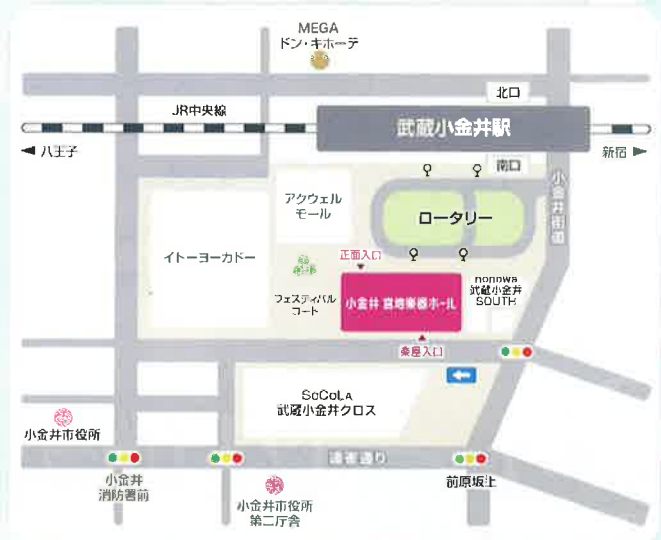 MEGA
ドン・キホーテ
北口
JR中央線
武蔵小金井駅
八王子
新宿
南口
アクウェル
モール
ロータリー
小金井街道
イトーヨーカドー
正面入口
フェスティバル
コート
小金井 宮地楽器ホール
nonowa
武蔵小金井
SOUTH
楽屋入口
SoCoLA
武蔵小金井クロス
小金井市役所
連雀通り
小金井
消防署前
前原坂上
小金井市役所
第二庁舎